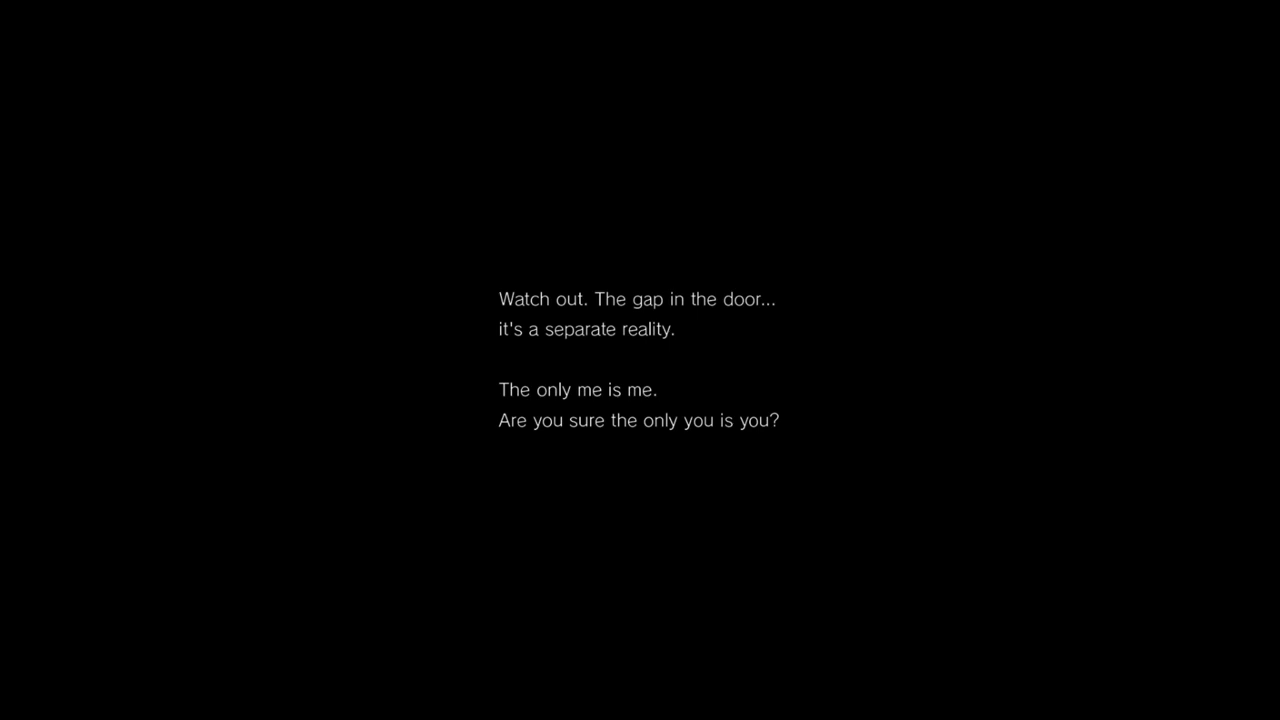 Watch out. The gap in the door...
it's a separate reality.
The only me is me.
Are you sure the only you is you?